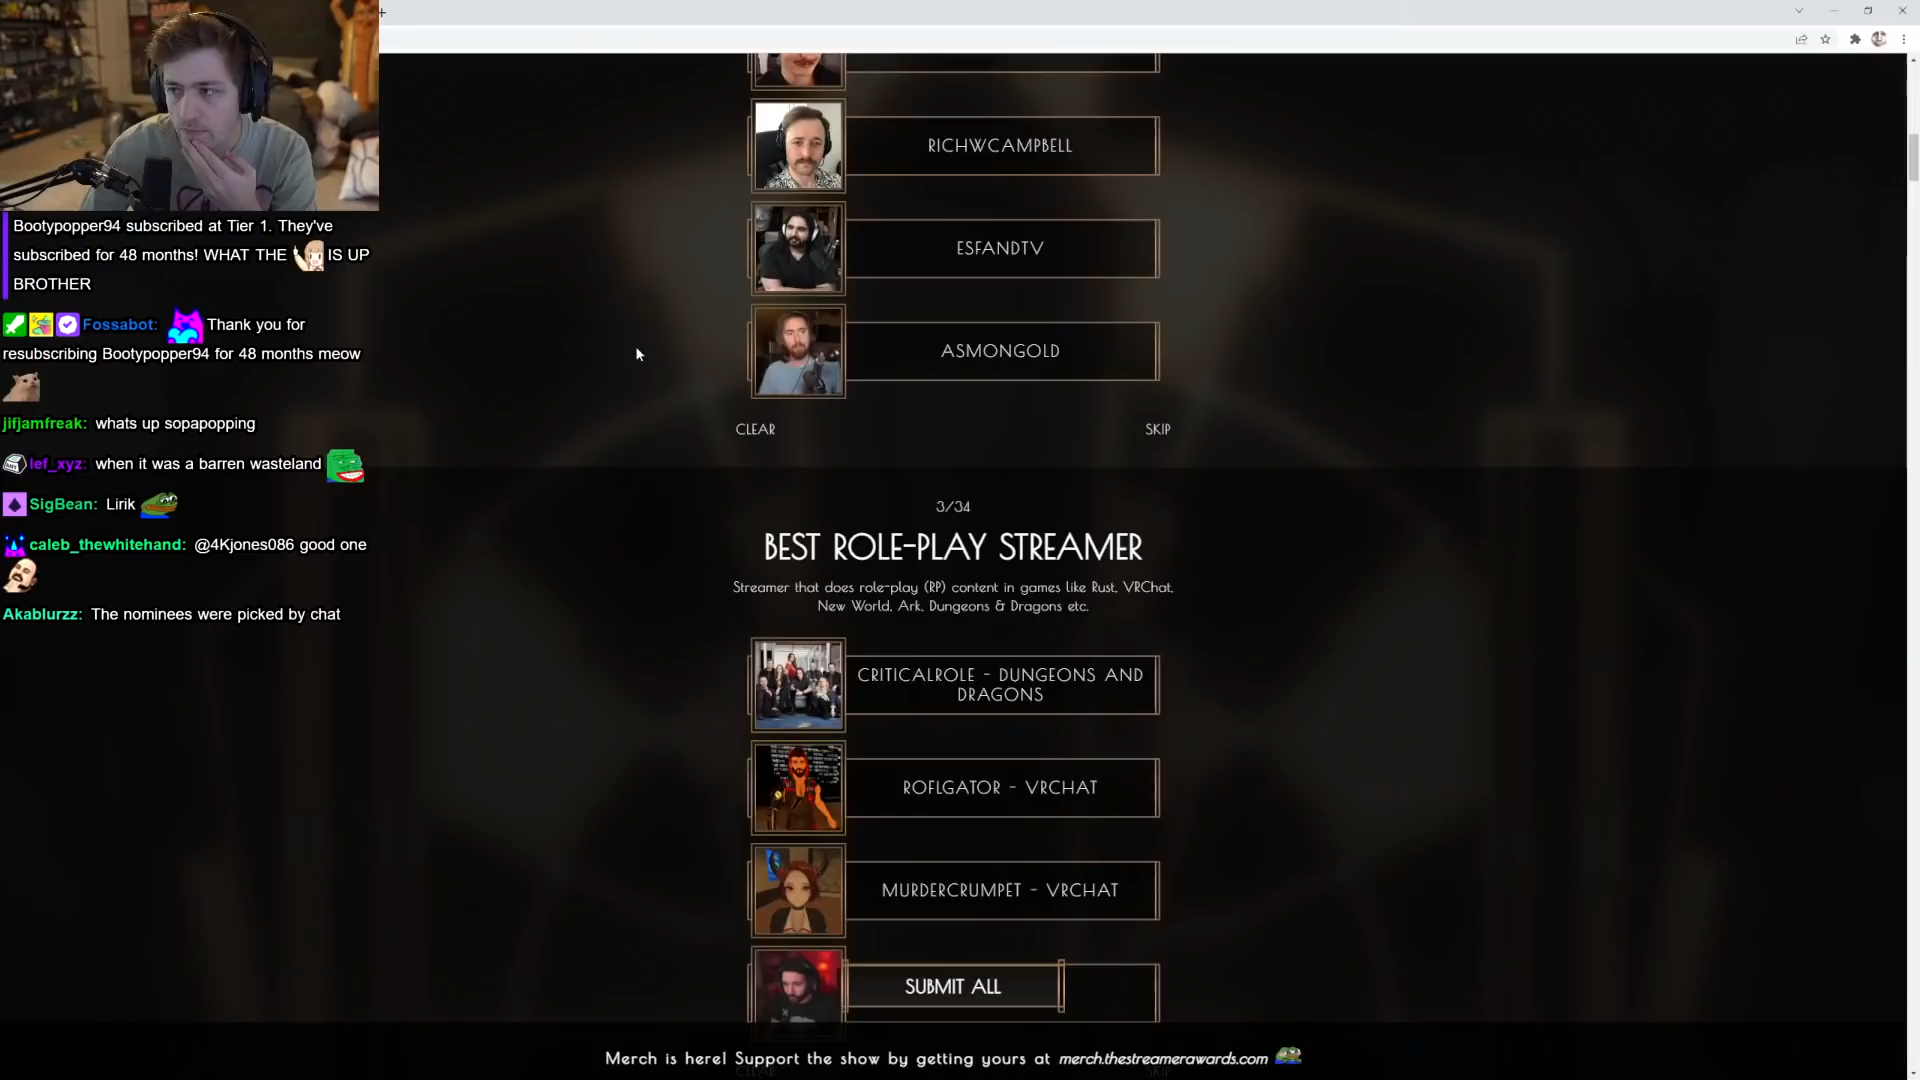 Bootypopper94 subscribed at Tier 1. They've
subscribed for 48 months! WHAT THE IS UP
BROTHER
Fossabot: Thank you for
resubscribing Bootypopper94 for 48 months meow
jifjamfreak: whats up sopapopping
lef_xyz: when it was a barren wasteland
SigBean: Lirik
caleb_thewhitehand: @4Kjones086 good one
Akablurzz: The nominees were picked by chat
RICHWCAMPBELL
ESFANDTV
ASMONGOLD
CLEAR SKIP
3/34
BEST ROLE-PLAY STREAMER
Streamer that does role-play (RP) content in games like Rust, VRChat,
New World, Ark, Dungeons & Dragons etc.
CRITICALROLE - DUNGEONS AND
DRAGONS
ROFLGATOR - VRCHAT
MURDERCRUMPET - VRCHAT
SUBMIT ALL
Merch is here! Support the show by getting yours at merch.thestreamerawards.com
CLEAR SKIP